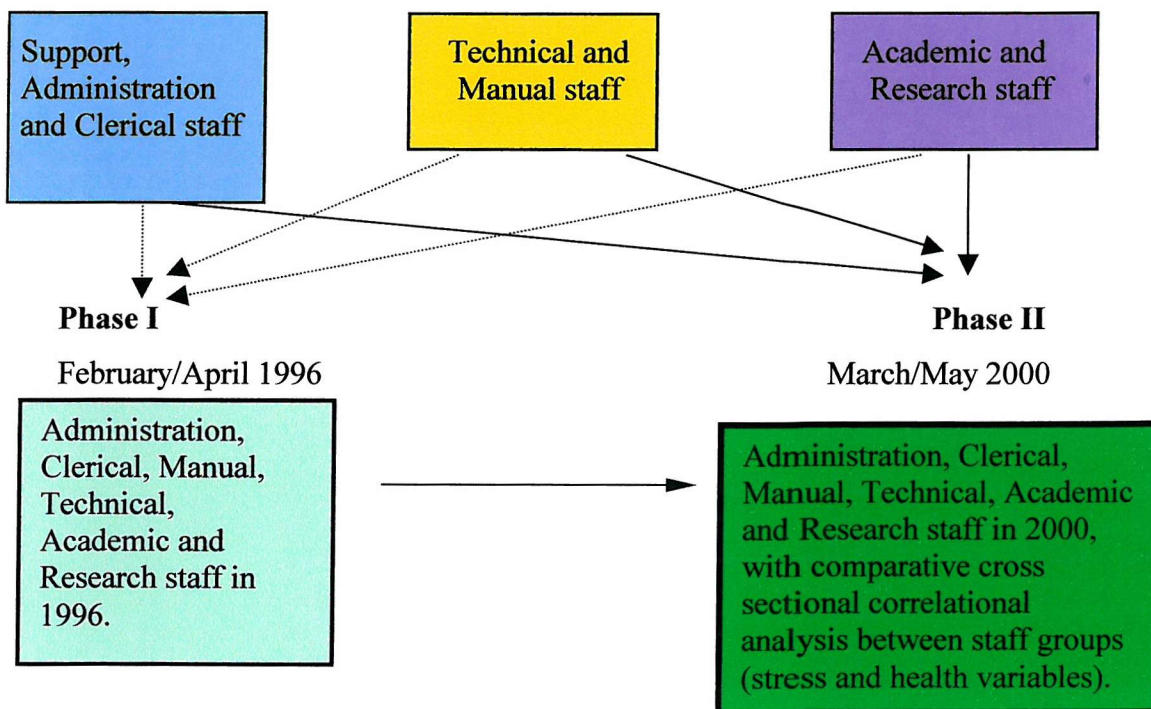 Support,
Administration
and Clerical staff
Technical and
Manual staff
Academic and
Research staff
Phase I
Phase II
February/April 1996
March/May 2000
Administration,
Clerical, Manual,
Technical,
Academic and
Research staff in
1996.
Administration, Clerical,
Manual, Technical, Academic
and Research staff in 2000,
with comparative cross
sectional correlational
analysis between staff groups
(stress and health variables).